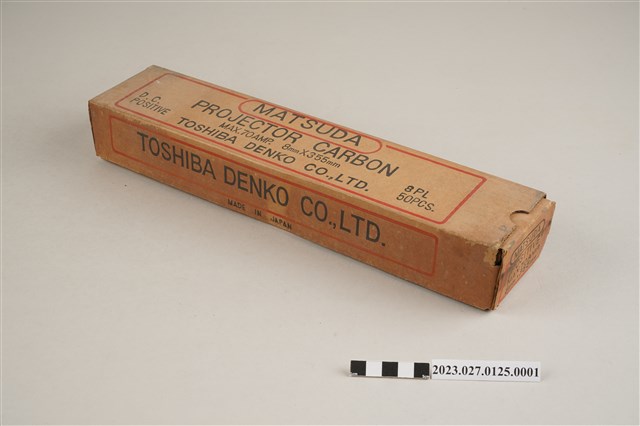 D.C.
POSITIVE
MATSUDA
PROJECTOR CARBON
MAX.70AMP. 8mm X 355mm
TOSHIBA DENKO CO.,LTD.
8PL
50PCS.
TOSHIBA DENKO CO.,LTD.
MADE IN JAPAN
2023.027.0125.0001